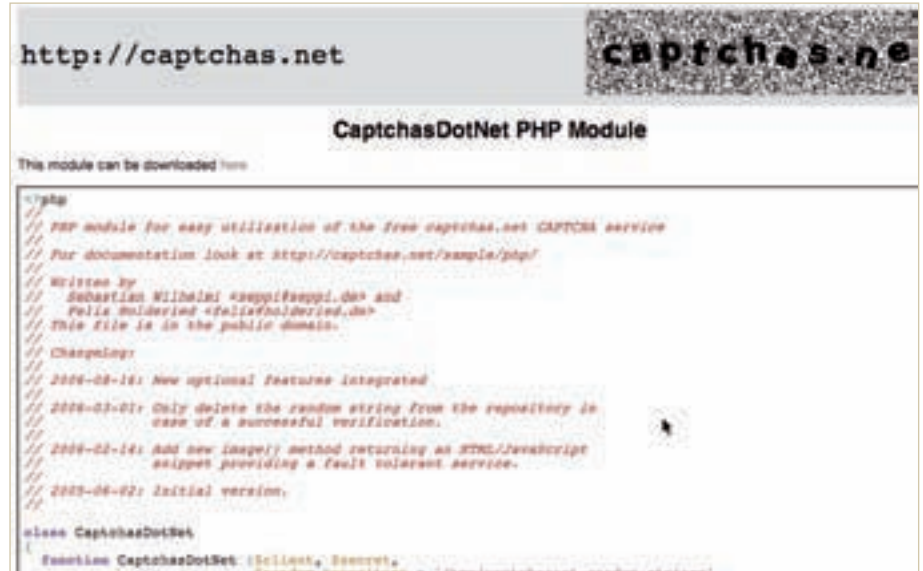 http://captchas.net
captchas.ne
CaptchasDotNet PHP Module
This module can be downloaded here
<?php
//
// PHP module for easy utilization of the free captchas.net CAPTCHA service
//
// For documentation look at http://captchas.net/sample/php/
//
// Written by
// Sebastian Wilhelmi <seppi@seppi.de> and
// Felix Holderied <felix@holderied.de>
// This file is in the public domain.
//
// ChangeLog:
//
// 2006-08-16: New optional features integrated
//
// 2006-03-01: Only delete the random string from the repository in
// case of a successful verification.
//
// 2006-02-14: Add new image() method returning an HTML/JavaScript
// snippet providing a fault tolerant service.
//
// 2005-06-02: Initial version.
//
class CaptchasDotNet
{
function CaptchasDotNet ($client, $secret,